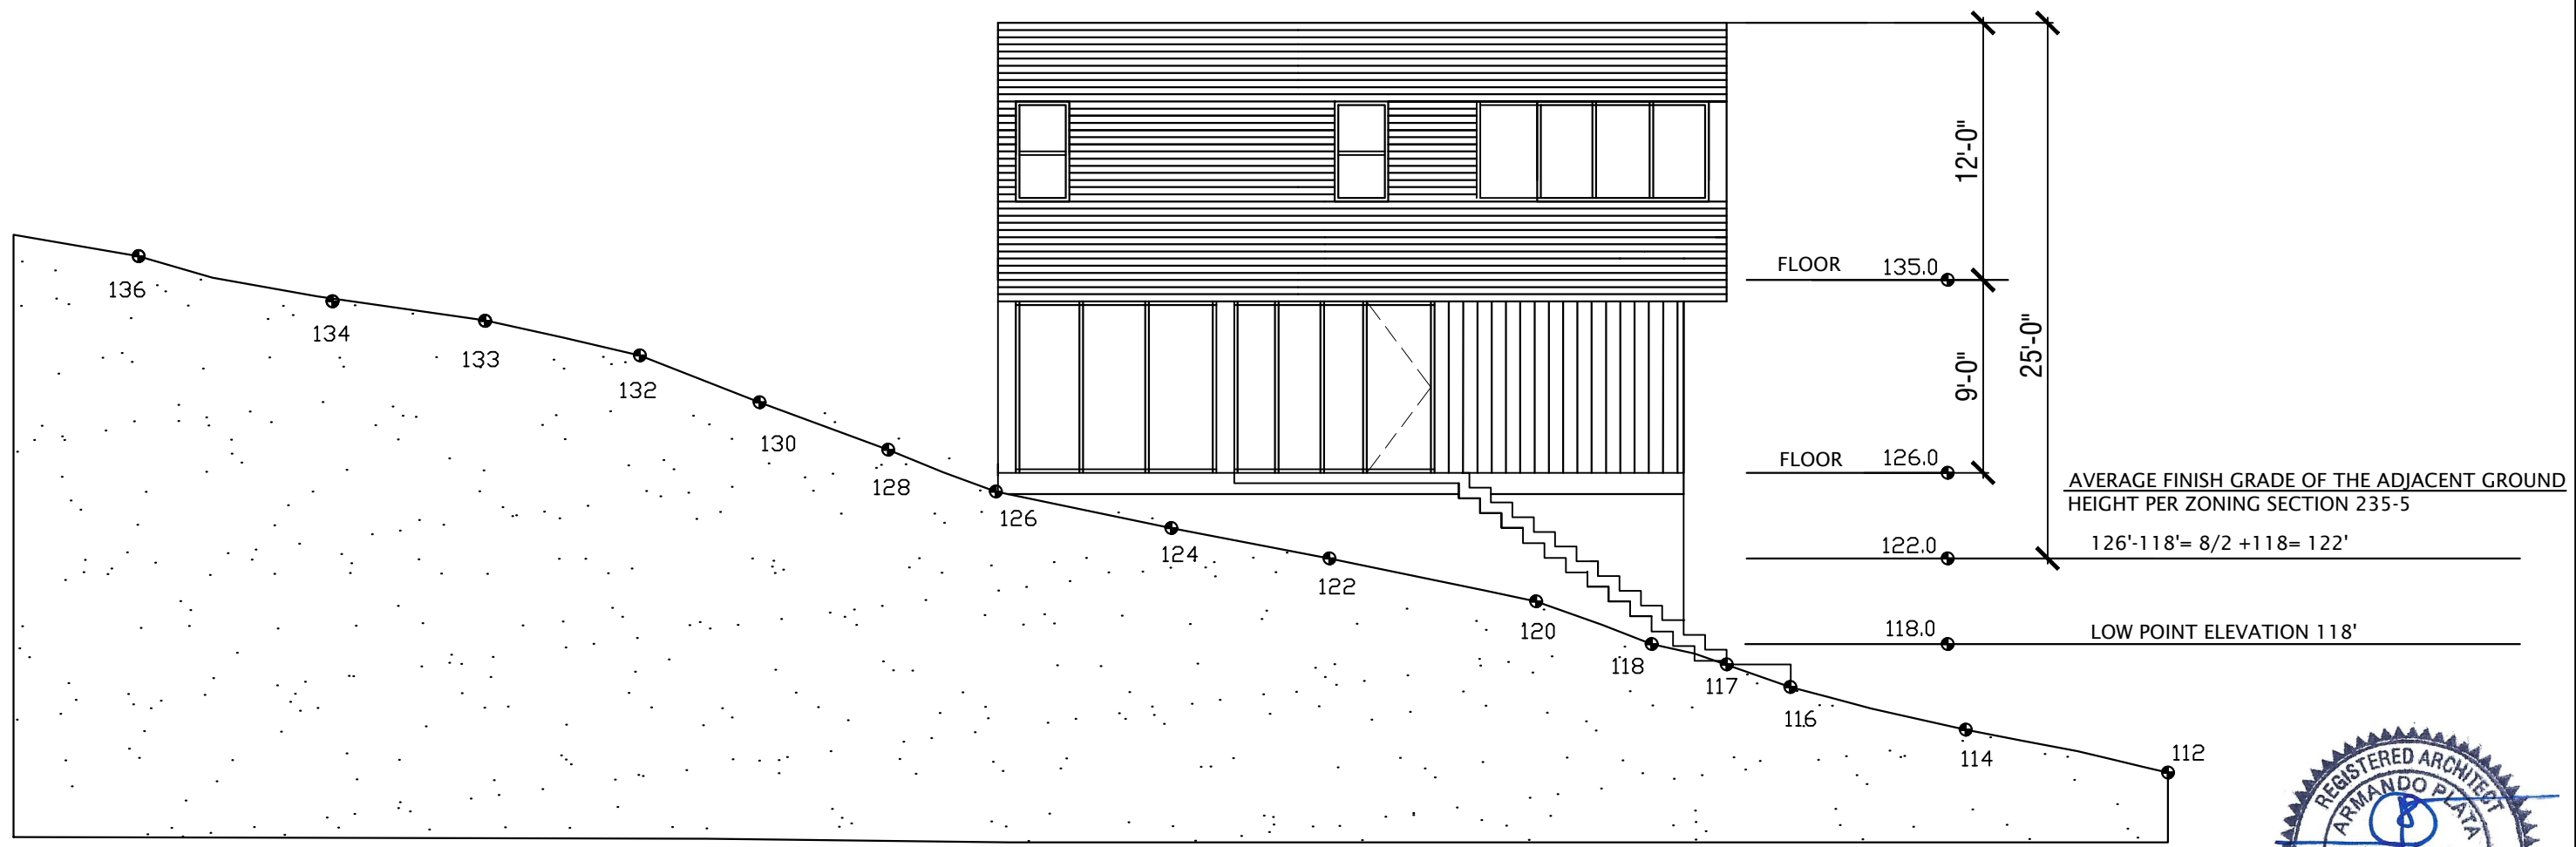 12'-0"
FLOOR 135.0
25'-0"
9'-0"
FLOOR 126.0
AVERAGE FINISH GRADE OF THE ADJACENT GROUND
HEIGHT PER ZONING SECTION 235-5
122.0 126'-118'= 8/2 +118= 122'
118.0 LOW POINT ELEVATION 118'
136
134
133
132
130
128
126
124
122
120
118
117
116
114
112
REGISTERED ARCHITECT
ARMANDO PLATA